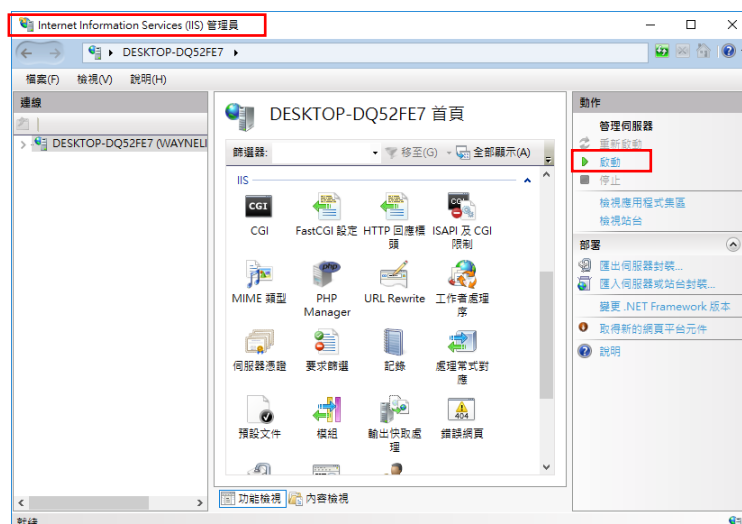 Internet Information Services (IIS) 管理員
DESKTOP-DQ52FE7
檔案(F) 檢視(V) 說明(H)
連線
DESKTOP-DQ52FE7 (WAYNELI
DESKTOP-DQ52FE7 首頁
篩選器: 移至(G) 全部顯示(A)
IIS
CGI
CGI
FastCGI 設定
HTTP 回應標頭
CGI
ISAPI 及 CGI 限制
MIME 類型
php
PHP Manager
URL Rewrite
工作者處理序
伺服器憑證
要求篩選
記錄
處理常式對應
預設文件
模組
輸出快取處理
404
錯誤網頁
功能檢視 內容檢視
動作
管理伺服器
重新啟動
啟動
停止
檢視應用程式集區
檢視站台
部署
匯出伺服器封裝...
匯入伺服器或站台封裝...
變更 .NET Framework 版本
取得新的網頁平台元件
說明
就緒